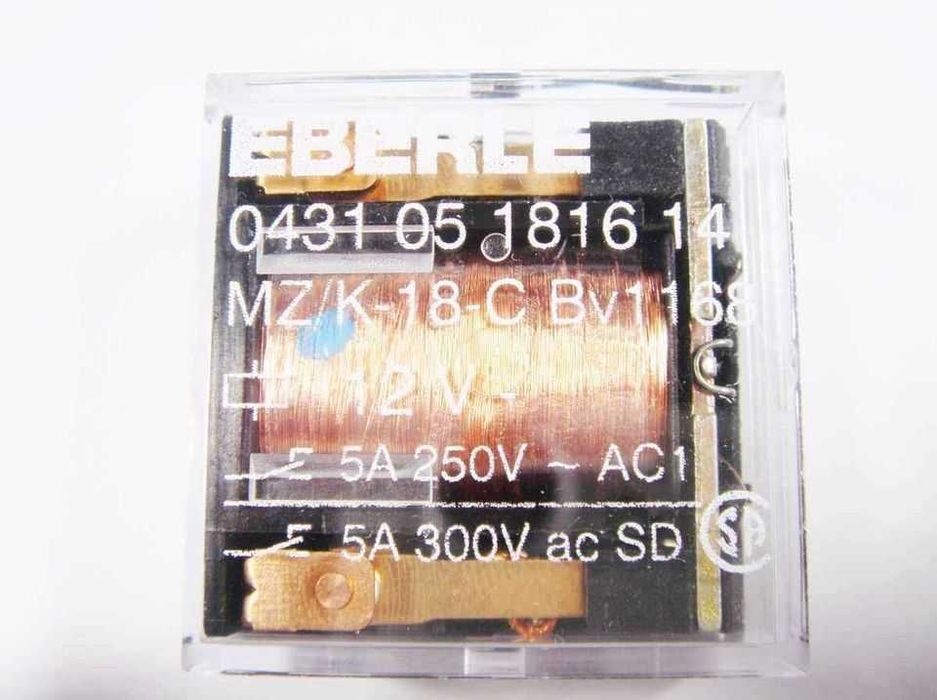 EBERLE
0431 05 1816 14
MZ/K-18-C Bv1168
12 V -
5A 250V ~ AC1
5A 300V ac SD